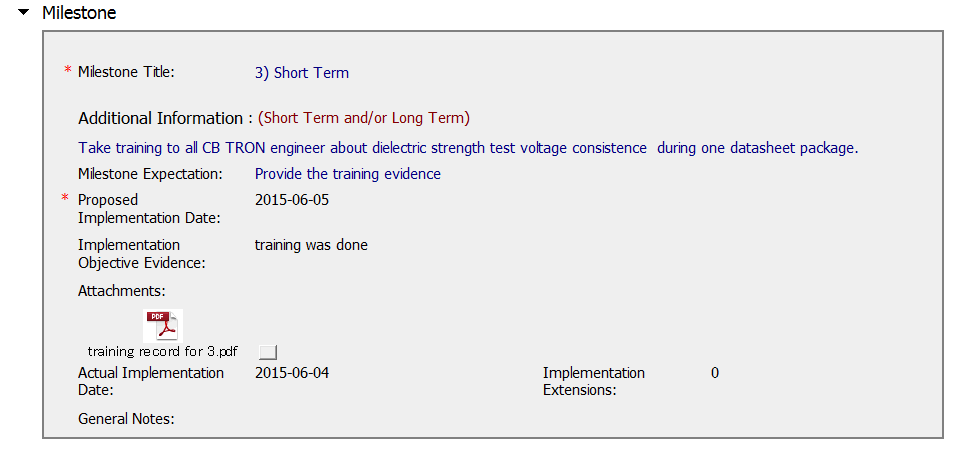 Milestone
* Milestone Title: 3) Short Term
Additional Information : (Short Term and/or Long Term)
Take training to all CB TRON engineer about dielectric strength test voltage consistence  during one datasheet package.
Milestone Expectation: Provide the training evidence
* Proposed 2015-06-05
Implementation Date:
Implementation training was done
Objective Evidence:
Attachments:
PDF
training record for 3.pdf
Actual Implementation 2015-06-04 Implementation 0
Date: Extensions:
General Notes: